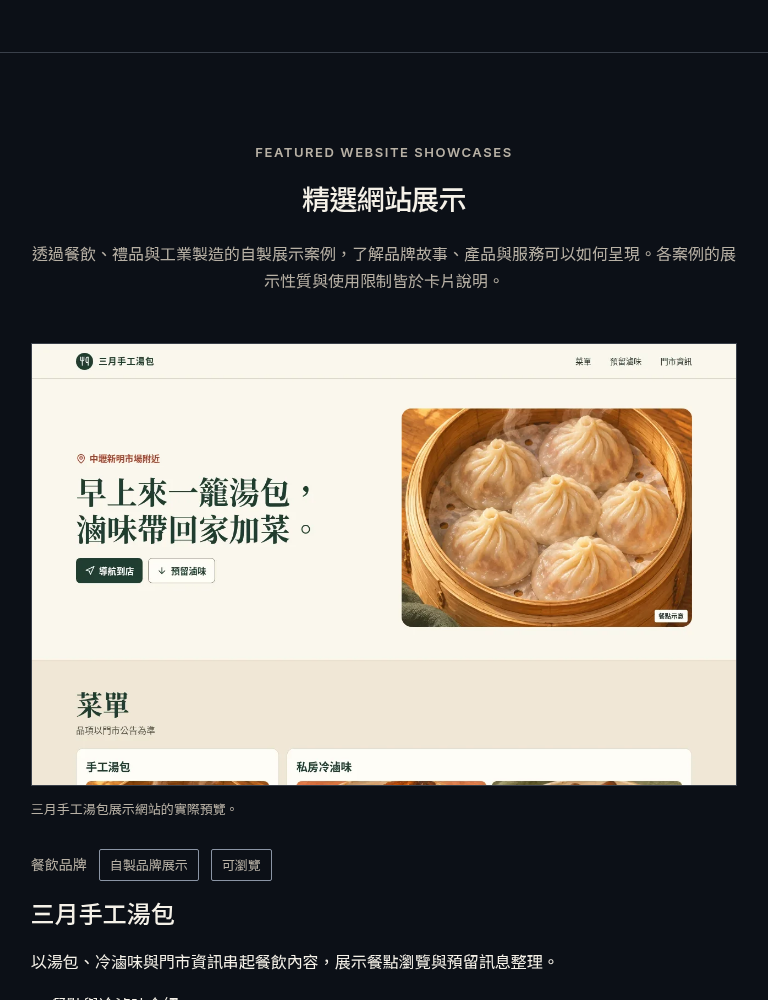 FEATURED WEBSITE SHOWCASES
精選網站展示
透過餐飲、禮品與工業製造的自製展示案例，了解品牌故事、產品與服務可以如何呈現。各案例的展
示性質與使用限制皆於卡片說明。
三月手工湯包
菜單 預留滷味 門市資訊
中壢新明市場附近
早上來一籠湯包，
滷味帶回家加菜。
導航到店 預留滷味
餐點示意
菜單
品項以門市公告為準
手工湯包 私房冷滷味
三月手工湯包展示網站的實際預覽。
餐飲品牌 自製品牌展示 可瀏覽
三月手工湯包
以湯包、冷滷味與門市資訊串起餐飲內容，展示餐點瀏覽與預留訊息整理。